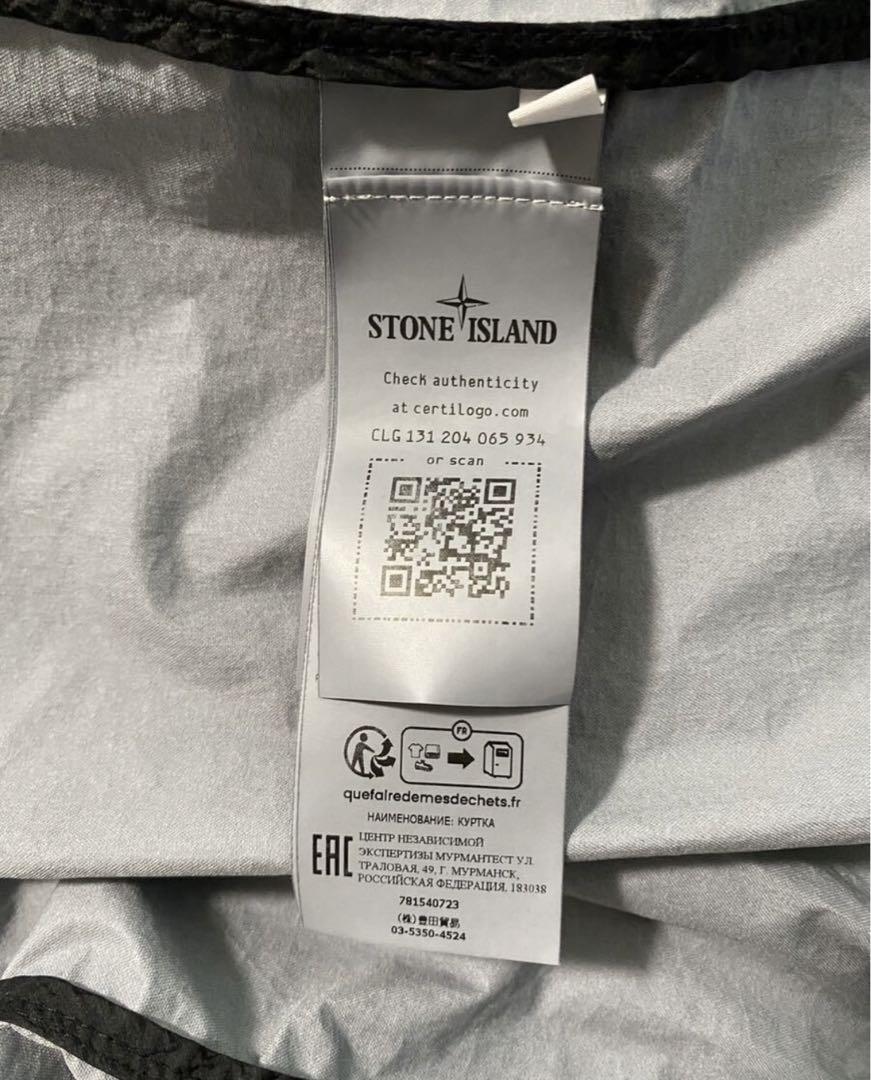 STONE ISLAND
Check authenticity
at certilogo.com
CLG 131 204 065 934
or scan
FR
quefairedemesdechets.fr
НАИМЕНОВАНИЕ: КУРТКА
EAC
ЦЕНТР НЕЗАВИСИМОЙ
ЭКСПЕРТИЗЫ МУРМАНТЕСТ УЛ.
ТРАЛОВАЯ, 49, Г. МУРМАНСК,
РОССИЙСКАЯ ФЕДЕРАЦИЯ, 183038
781540723
(株)豊田貿易
03-5350-4524